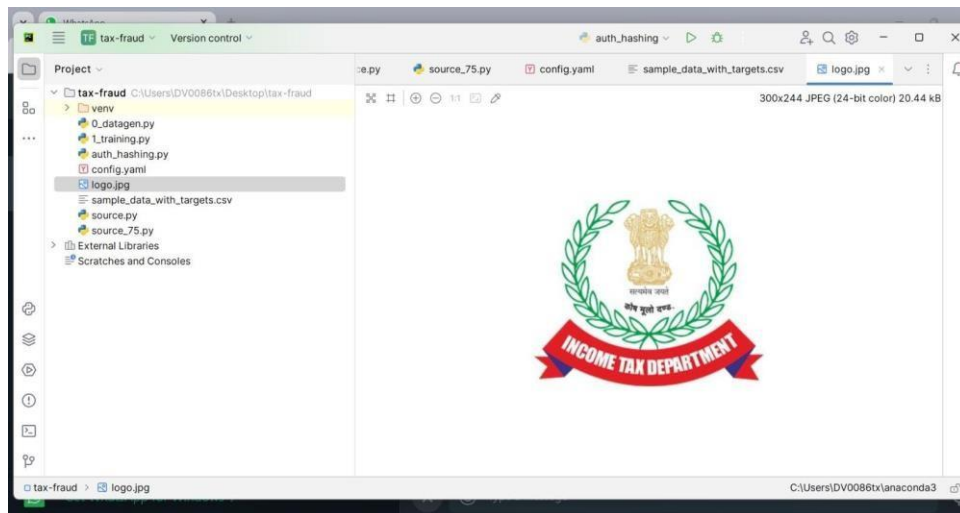 WhatsApp
TF tax-fraud Version control auth_hashing
Project
e.py source_75.py config.yaml sample_data_with_targets.csv logo.jpg
tax-fraud C:\Users\DV0086tx\Desktop\tax-fraud
300x244 JPEG (24-bit color) 20.44 kB
venv
0_datagen.py
1_training.py
auth_hashing.py
config.yaml
logo.jpg
sample_data_with_targets.csv
source.py
source_75.py
External Libraries
Scratches and Consoles
सत्यमेव जयते
कोष मूलो दण्ड
INCOME TAX DEPARTMENT
tax-fraud > logo.jpg
C:\Users\DV0086tx\anaconda3